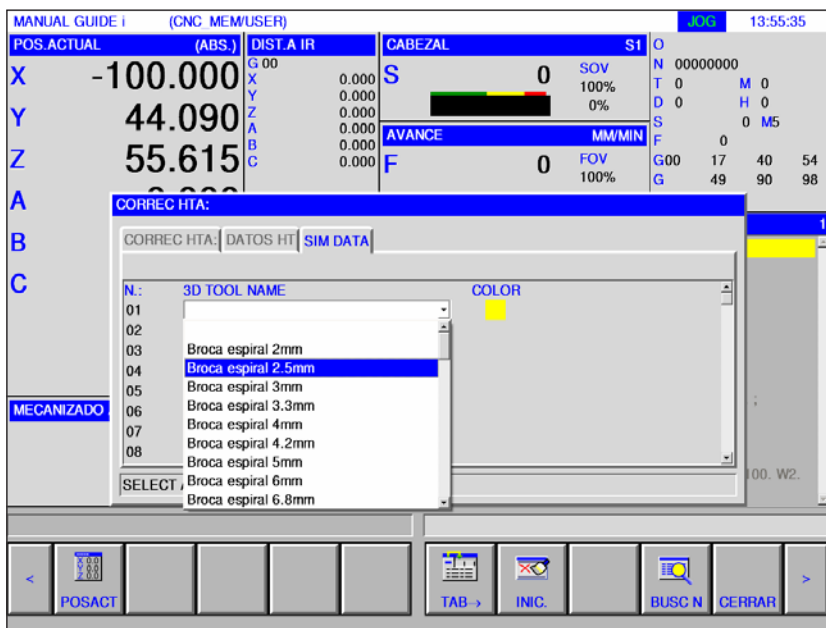 MANUAL GUIDE i (CNC_MEM/USER) JOG 13:55:35
POS.ACTUAL (ABS.) DIST.A IR CABEZAL S1 O
G 00 N 00000000
X -100.000 X 0.000 S 0 SOV T 0 M 0
Y 0.000 100% D 0 H 0
Y 44.090 Z 0.000 0% S 0 M5
A 0.000 AVANCE MM/MIN F 0
Z 55.615 B 0.000 F 0 FOV G00 17 40 54
C 0.000 100% G 49 90 98
A
CORREC HTA: 1
B CORREC HTA: DATOS HT SIM DATA
C
N.: 3D TOOL NAME COLOR
01
02
03 Broca espiral 2mm
04 Broca espiral 2.5mm
05 Broca espiral 3mm
MECANIZADO 06 Broca espiral 3.3mm ;
07 Broca espiral 4mm
08 Broca espiral 4.2mm
Broca espiral 5mm
SELECT Broca espiral 6mm 100. W2.
Broca espiral 6.8mm
< POSACT TAB→ INIC. BUSC N CERRAR >